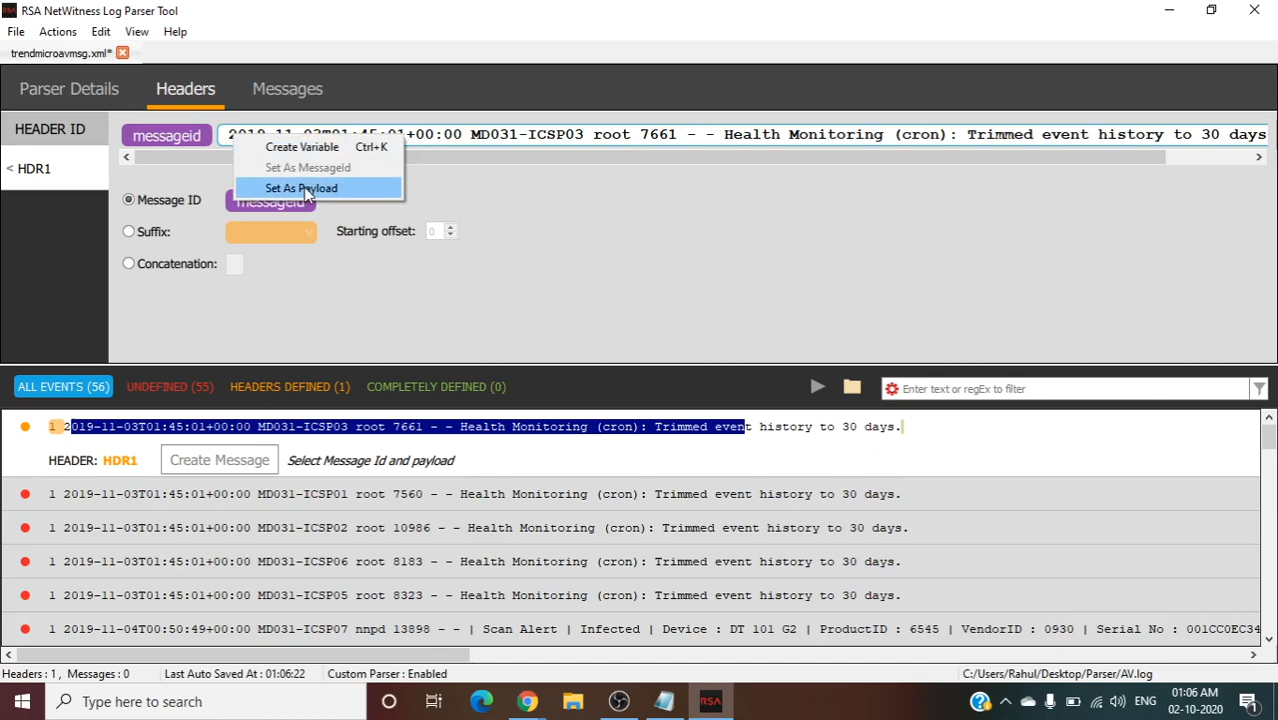 RSA NetWitness Log Parser Tool
File Actions Edit View Help
trendmicroavmsg.xml*
Parser Details Headers Messages
HEADER ID messageid 2019-11-03T01:45:01+00:00 MD031-ICSP03 root 7661 - - Health Monitoring (cron): Trimmed event history to 30 days
Create Variable Ctrl+K
< HDR1 Set As MessageId
Set As Payload
Message ID messageid
Suffix: Starting offset: 0
Concatenation:
ALL EVENTS (56) UNDEFINED (55) HEADERS DEFINED (1) COMPLETELY DEFINED (0) Enter text or regEx to filter
1 2019-11-03T01:45:01+00:00 MD031-ICSP03 root 7661 - - Health Monitoring (cron): Trimmed event history to 30 days.
HEADER: HDR1 Create Message Select Message Id and payload
1 2019-11-03T01:45:01+00:00 MD031-ICSP01 root 7560 - - Health Monitoring (cron): Trimmed event history to 30 days.
1 2019-11-03T01:45:01+00:00 MD031-ICSP02 root 10986 - - Health Monitoring (cron): Trimmed event history to 30 days.
1 2019-11-03T01:45:01+00:00 MD031-ICSP06 root 8183 - - Health Monitoring (cron): Trimmed event history to 30 days.
1 2019-11-03T01:45:01+00:00 MD031-ICSP05 root 8323 - - Health Monitoring (cron): Trimmed event history to 30 days.
1 2019-11-04T00:50:49+00:00 MD031-ICSP07 nnpd 13898 - - | Scan Alert | Infected | Device : DT 101 G2 | ProductID : 6545 | VendorID : 0930 | Serial No : 001CC0EC34
Headers : 1 , Messages : 0 Last Auto Saved At : 01:06:22 Custom Parser : Enabled C:/Users/Rahul/Desktop/Parser/AV.log
Type here to search RSA ENG 01:06 AM
02-10-2020 1